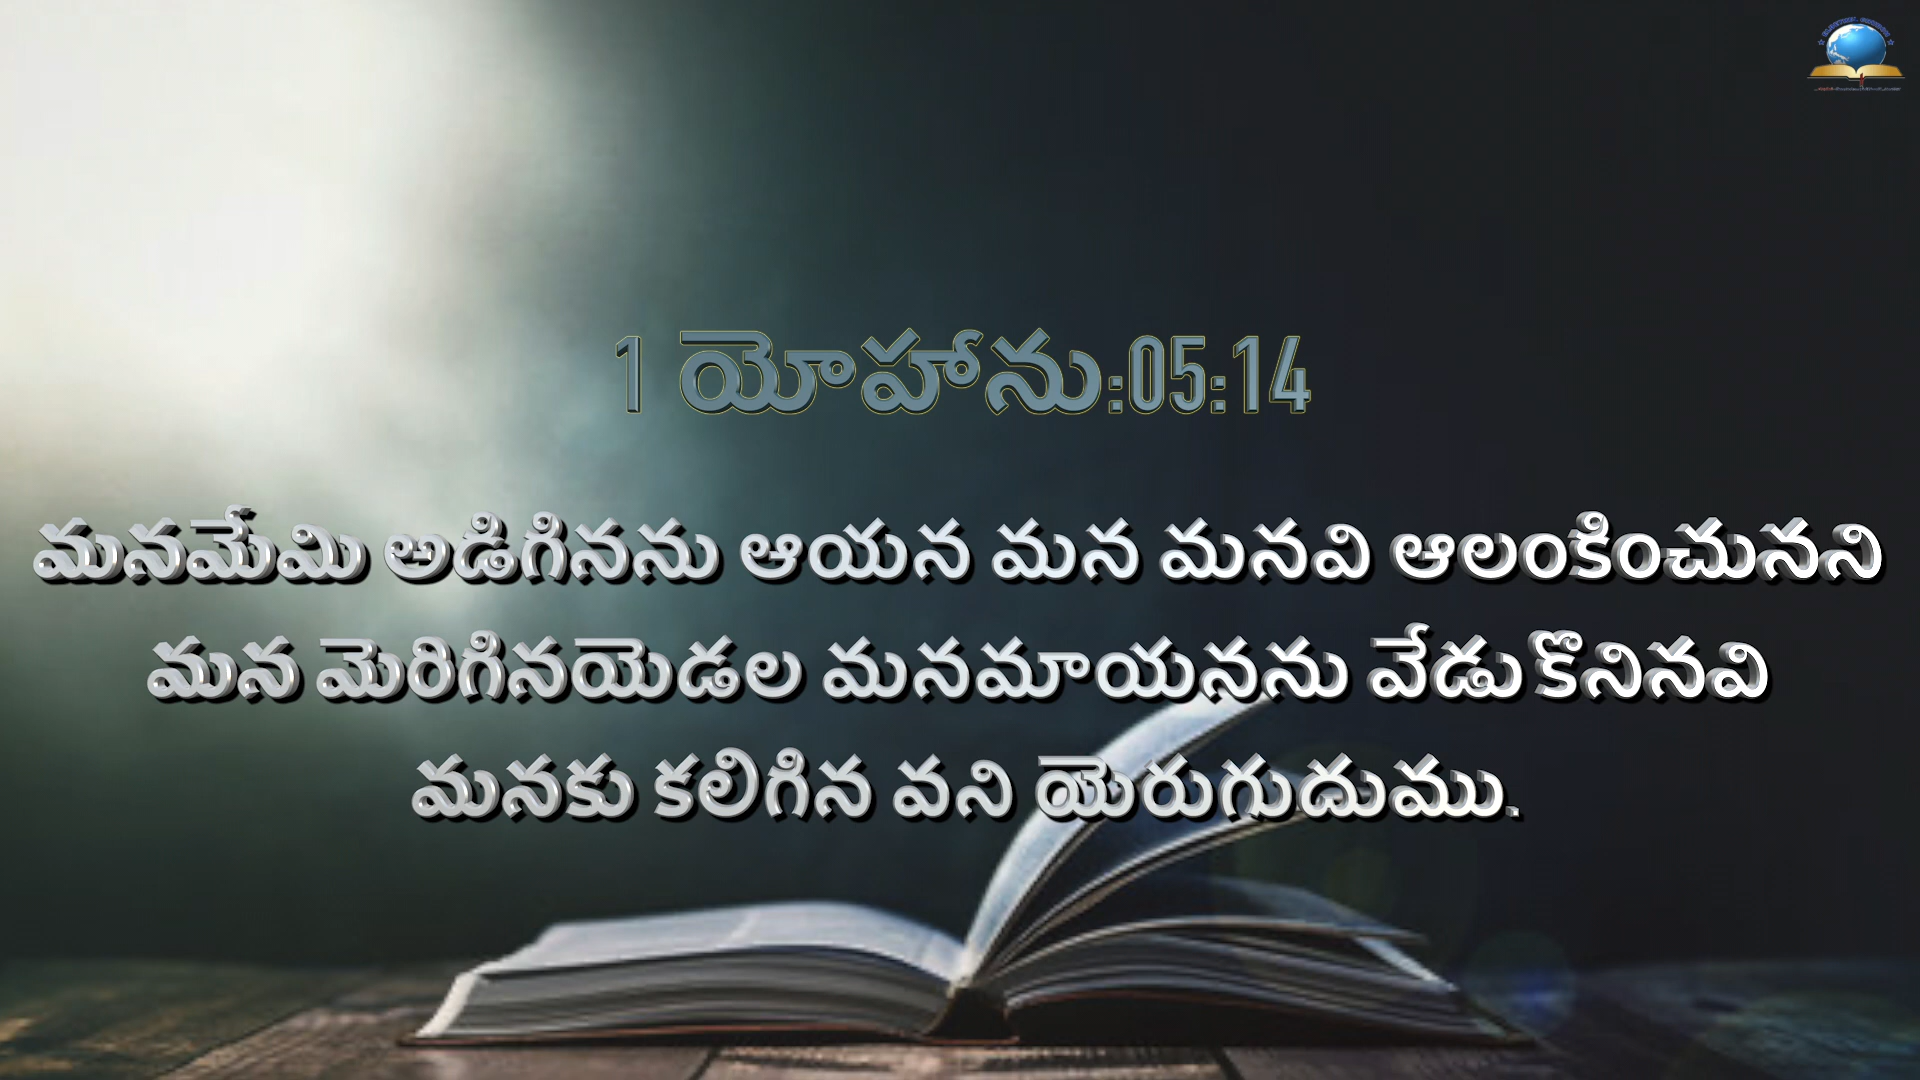 1 యోహాను:05:14
మనమేమి అడిగినను ఆయన మన మనవి ఆలంకించునని
మన మెరిగినయెడల మనమాయనను వేడుకొనినవి
మనకు కలిగిన వని యెరుగుదుము.